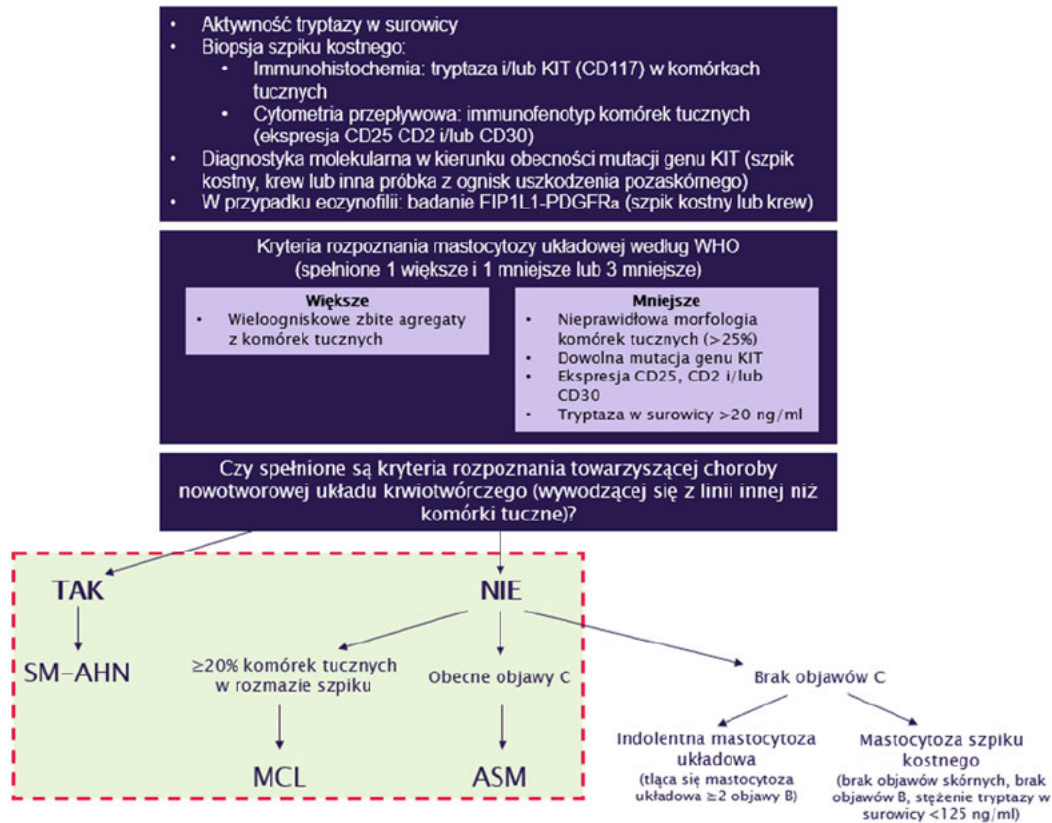 • Aktywność tryptazy w surowicy
• Biopsja szpiku kostnego:
• Immunohistochemia: tryptaza i/lub KIT (CD117) w komórkach
tucznych
• Cytometria przepływowa: immunofenotyp komórek tucznych
(ekspresja CD25 CD2 i/lub CD30)
• Diagnostyka molekularna w kierunku obecności mutacji genu KIT (szpik
kostny, krew lub inna próbka z ognisk uszkodzenia pozaskórnego)
• W przypadku eozynofilii: badanie FIP1L1-PDGFRa (szpik kostny lub krew)
Kryteria rozpoznania mastocytozy układowej według WHO
(spełnione 1 większe i 1 mniejsze lub 3 mniejsze)
Większe
• Wieloogniskowe zbite agregaty
z komórek tucznych
Mniejsze
• Nieprawidłowa morfologia
komórek tucznych (>25%)
• Dowolna mutacja genu KIT
• Ekspresja CD25, CD2 i/lub
CD30
• Tryptaza w surowicy >20 ng/ml
Czy spełnione są kryteria rozpoznania towarzyszącej choroby
nowotworowej układu krwiotwórczego (wywodzącej się z linii innej niż
komórki tuczne)?
TAK
NIE
SM-AHN
≥20% komórek tucznych
w rozmazie szpiku
Obecne objawy C
Brak objawów C
MCL
ASM
Indolentna mastocytoza
układowa
(tląca się mastocytoza
układowa ≥2 objawy B)
Mastocytoza szpiku
kostnego
(brak objawów skórnych, brak
objawów B, stężenie tryptazy w
surowicy <125 ng/ml)